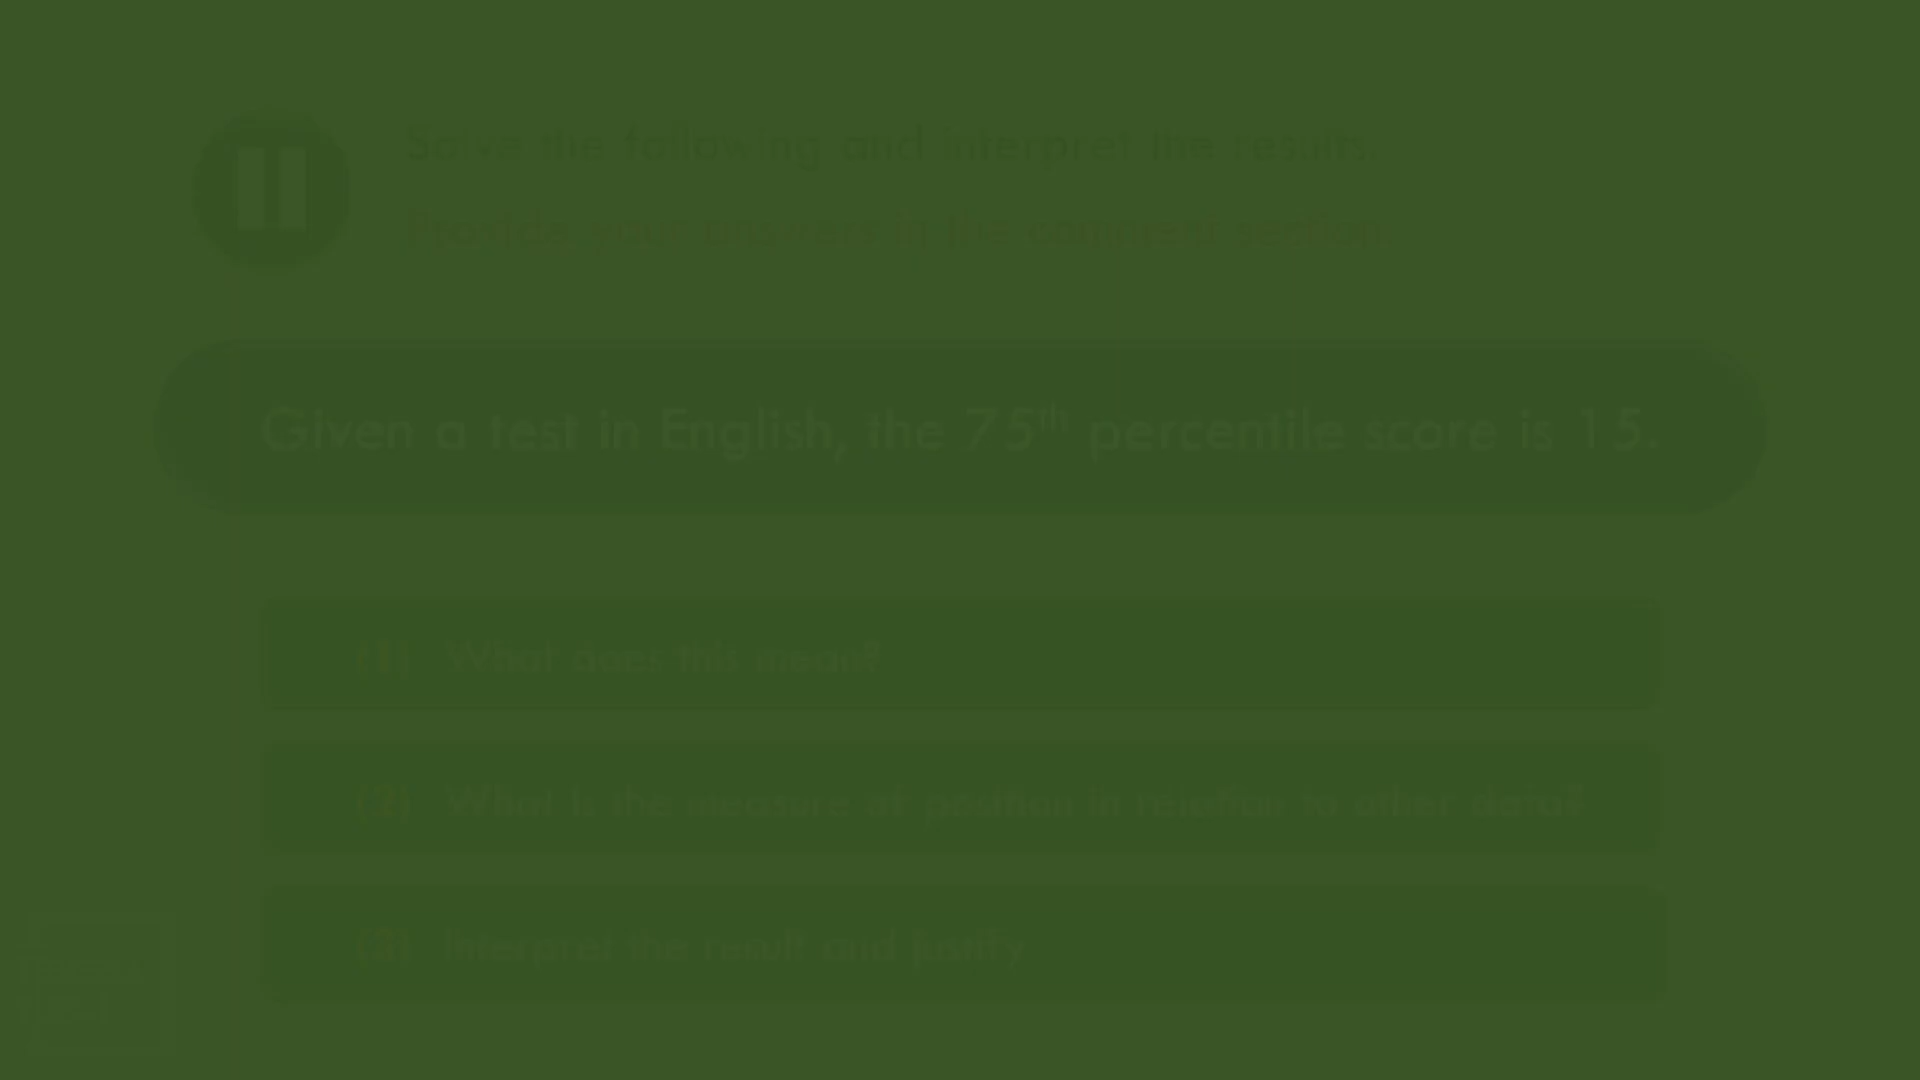 Solve the following and interpret the results.
Provide your answers in the comment section.
Given a test in English, the 75th percentile score is 15.
(1) What does this mean?
(2) What is the measure of position in relation to other data?
(3) Interpret the result and justify